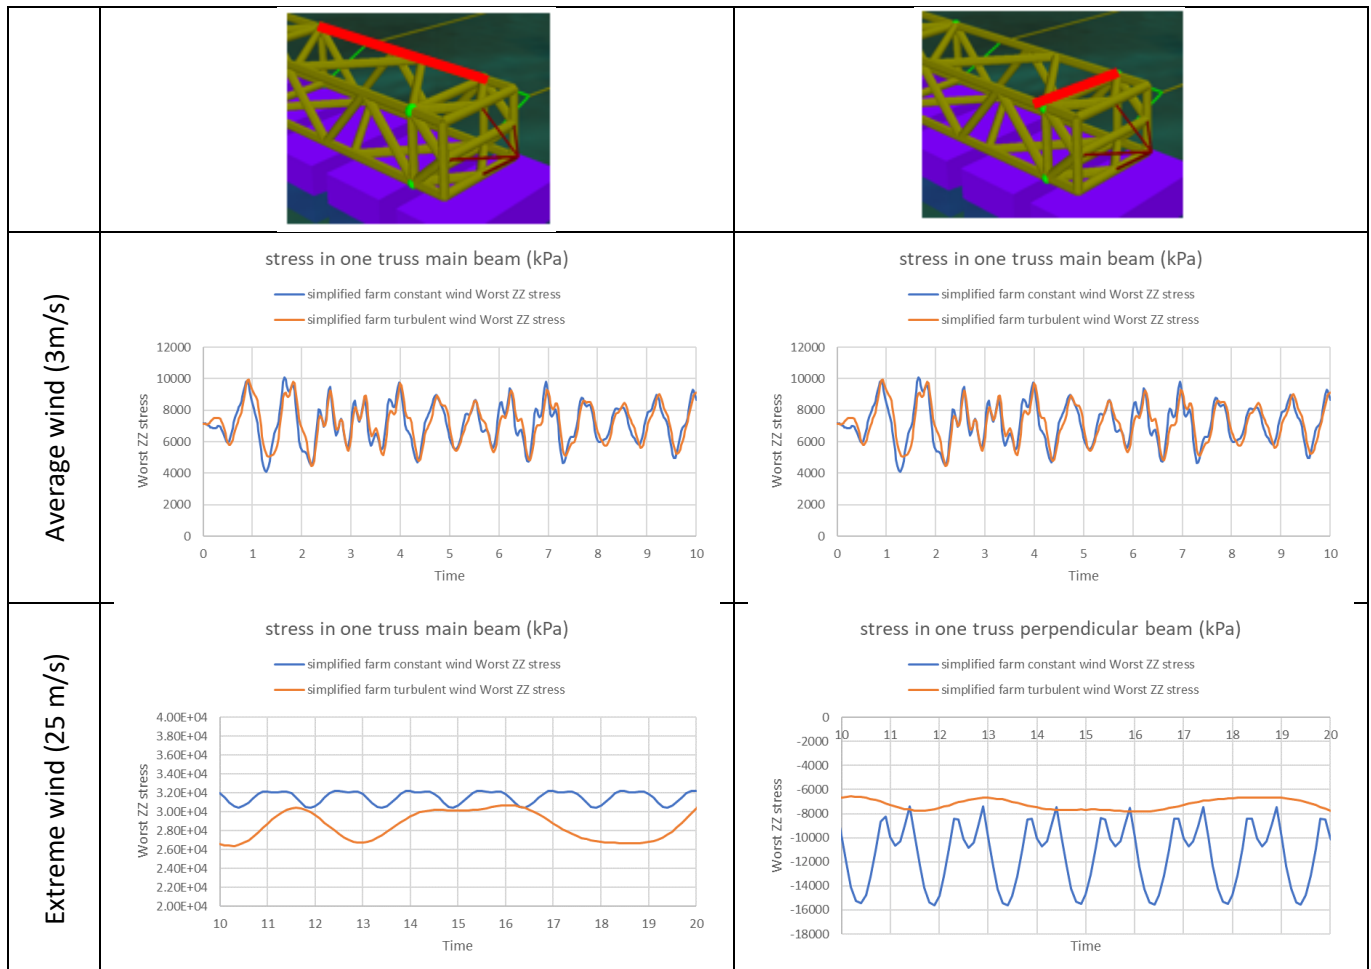 Average wind (3m/s)
stress in one truss main beam (kPa)
simplified farm constant wind Worst ZZ stress
simplified farm turbulent wind Worst ZZ stress
Worst ZZ stress
12000
10000
8000
6000
4000
2000
0
0 1 2 3 4 5 6 7 8 9 10
Time
stress in one truss main beam (kPa)
simplified farm constant wind Worst ZZ stress
simplified farm turbulent wind Worst ZZ stress
Worst ZZ stress
12000
10000
8000
6000
4000
2000
0
0 1 2 3 4 5 6 7 8 9 10
Time
Extreme wind (25 m/s)
stress in one truss main beam (kPa)
simplified farm constant wind Worst ZZ stress
simplified farm turbulent wind Worst ZZ stress
Worst ZZ stress
4.00E+04
3.80E+04
3.60E+04
3.40E+04
3.20E+04
3.00E+04
2.80E+04
2.60E+04
2.40E+04
2.20E+04
2.00E+04
10 11 12 13 14 15 16 17 18 19 20
Time
stress in one truss perpendicular beam (kPa)
simplified farm constant wind Worst ZZ stress
simplified farm turbulent wind Worst ZZ stress
Worst ZZ stress
0
10 11 12 13 14 15 16 17 18 19 20
-2000
-4000
-6000
-8000
-10000
-12000
-14000
-16000
-18000
Time